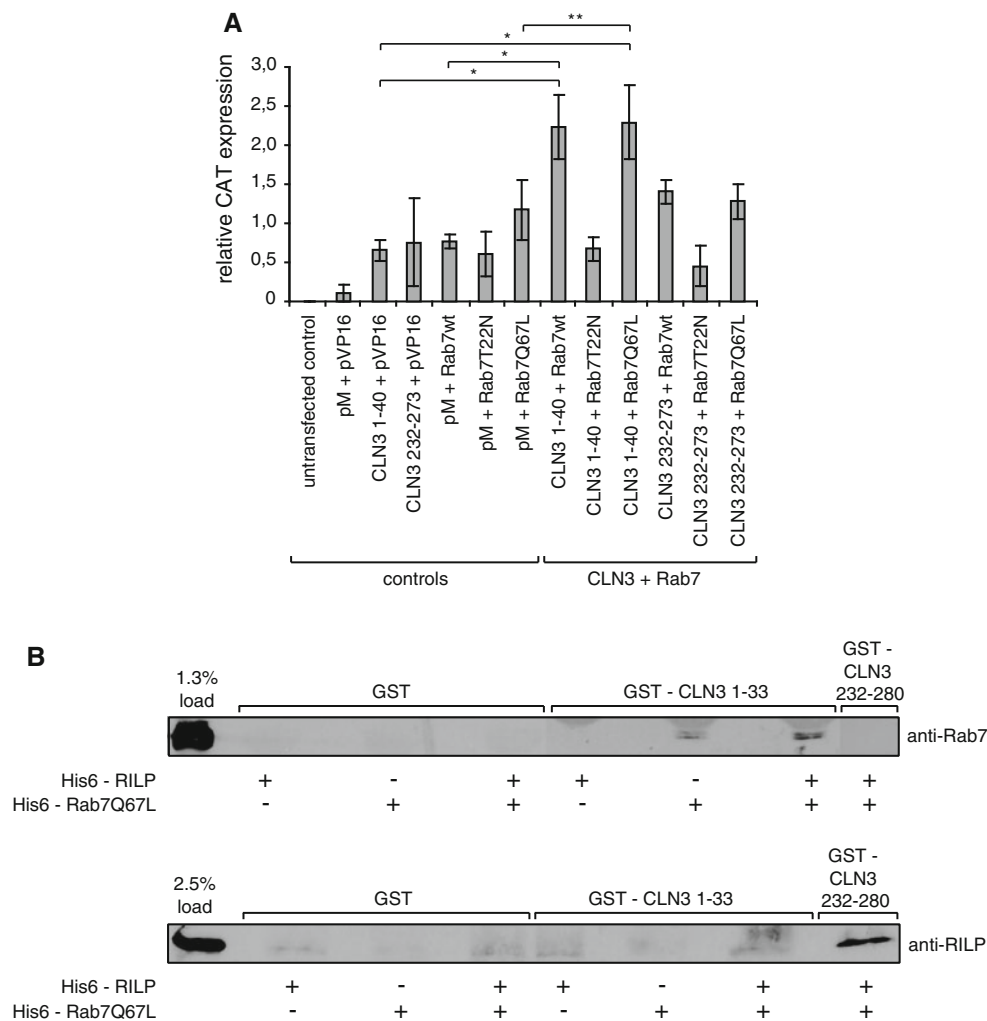 A
**
*
*
*
relative CAT expression
3,0
2,5
2,0
1,5
1,0
0,5
0
untransfected control
pM + pVP16
CLN3 1-40 + pVP16
CLN3 232-273 + pVP16
pM + Rab7wt
pM + Rab7T22N
pM + Rab7Q67L
CLN3 1-40 + Rab7wt
CLN3 1-40 + Rab7T22N
CLN3 1-40 + Rab7Q67L
CLN3 232-273 + Rab7wt
CLN3 232-273 + Rab7T22N
CLN3 232-273 + Rab7Q67L
controls
CLN3 + Rab7
B
1.3%
load
GST
GST - CLN3 1-33
GST -
CLN3
232-280
anti-Rab7
His6 - RILP + - + + - + +
His6 - Rab7Q67L - + + - + + +
2.5%
load
GST
GST - CLN3 1-33
GST -
CLN3
232-280
anti-RILP
His6 - RILP + - + + - + +
His6 - Rab7Q67L - + + - + + +